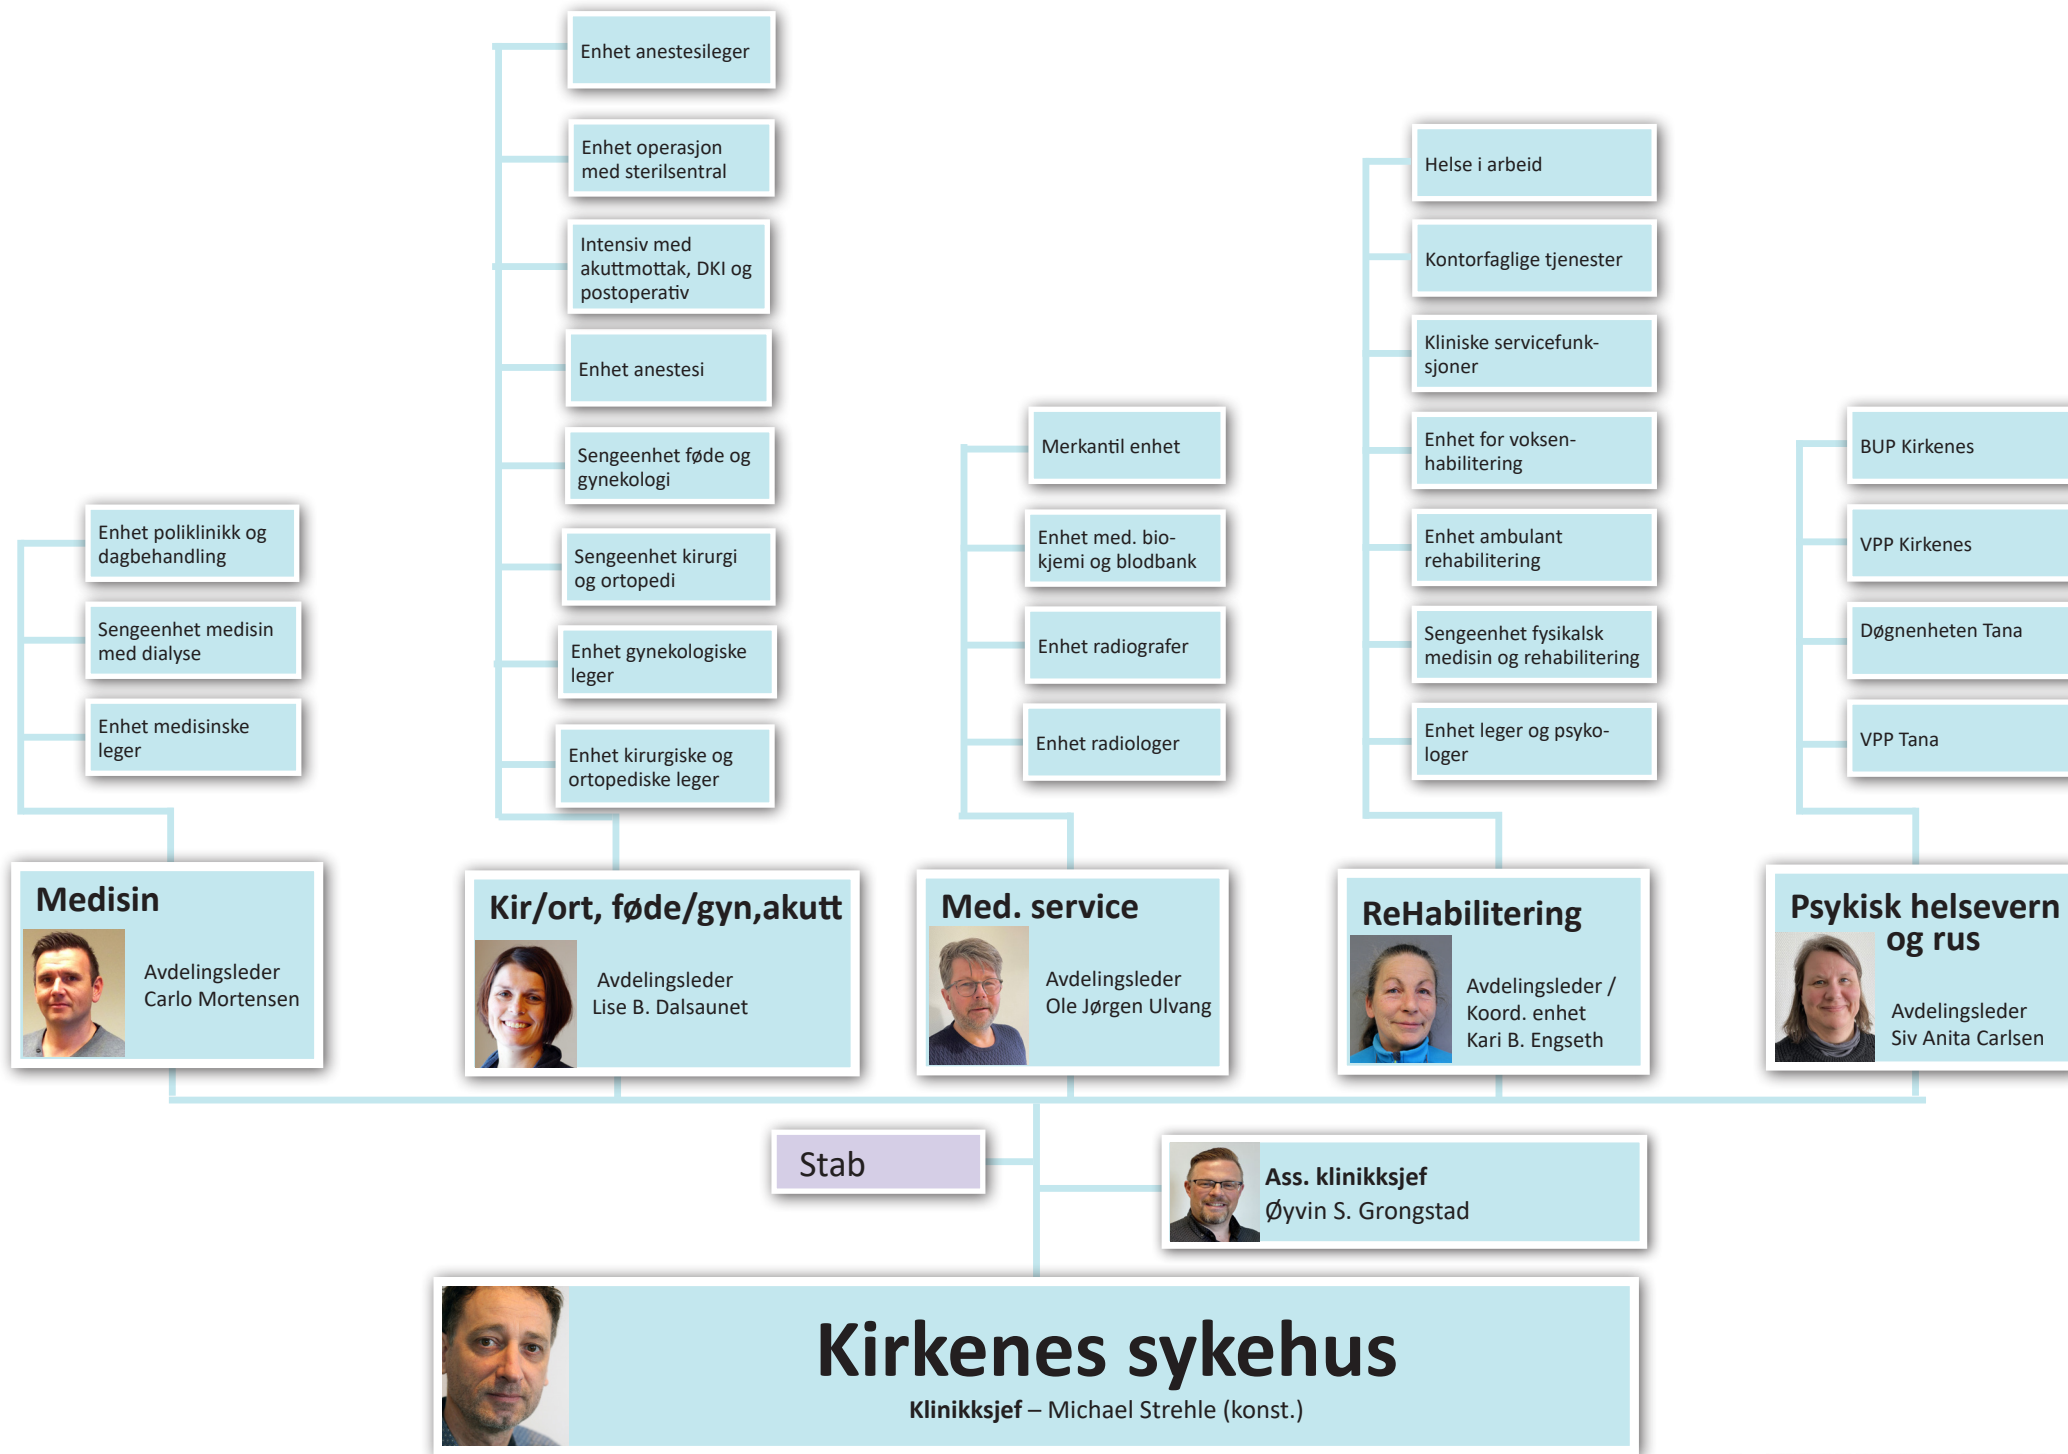 Enhet anestesileger
Enhet operasjon
med sterilsentral
Intensiv med
akuttmottak, DKI og
postoperativ
Enhet anestesi
Sengeenhet føde og
gynekologi
Sengeenhet kirurgi
og ortopedi
Enhet gynekologiske
leger
Enhet kirurgiske og
ortopediske leger
Helse i arbeid
Kontorfaglige tjenester
Kliniske servicefunk-
sjoner
Enhet for voksen-
habilitering
Enhet ambulant
rehabilitering
Sengeenhet fysikalsk
medisin og rehabilitering
Enhet leger og psyko-
loger
Merkantil enhet
Enhet med. bio-
kjemi og blodbank
Enhet radiografer
Enhet radiologer
BUP Kirkenes
VPP Kirkenes
Døgnenheten Tana
VPP Tana
Enhet poliklinikk og
dagbehandling
Sengeenhet medisin
med dialyse
Enhet medisinske
leger
Medisin
Avdelingsleder
Carlo Mortensen
Kir/ort, føde/gyn,akutt
Avdelingsleder
Lise B. Dalsaunet
Med. service
Avdelingsleder
Ole Jørgen Ulvang
ReHabilitering
Avdelingsleder /
Koord. enhet
Kari B. Engseth
Psykisk helsevern
og rus
Avdelingsleder
Siv Anita Carlsen
Stab
Ass. klinikksjef
Øyvin S. Grongstad
Kirkenes sykehus
Klinikksjef – Michael Strehle (konst.)